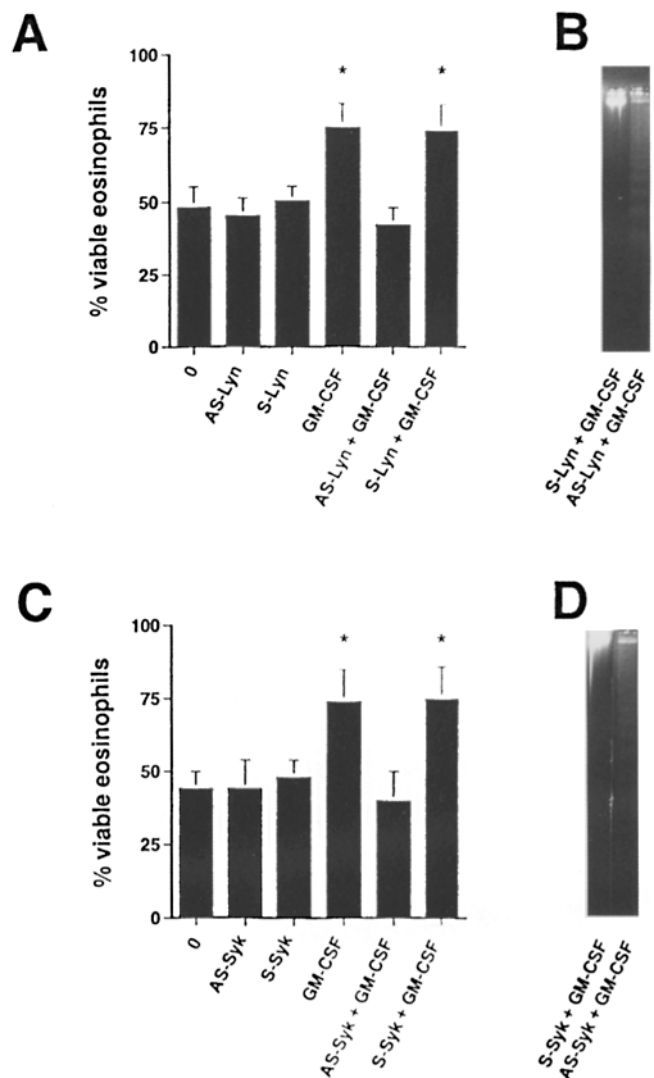 A
B
100
75
50
25
0
% viable eosinophils
*
*
0
AS-Lyn
S-Lyn
GM-CSF
AS-Lyn + GM-CSF
S-Lyn + GM-CSF
S-Lyn + GM-CSF
AS-Lyn + GM-CSF
C
D
100
75
50
25
0
% viable eosinophils
*
*
0
AS-Syk
S-Syk
GM-CSF
AS-Syk + GM-CSF
S-Syk + GM-CSF
S-Syk + GM-CSF
AS-Syk + GM-CSF